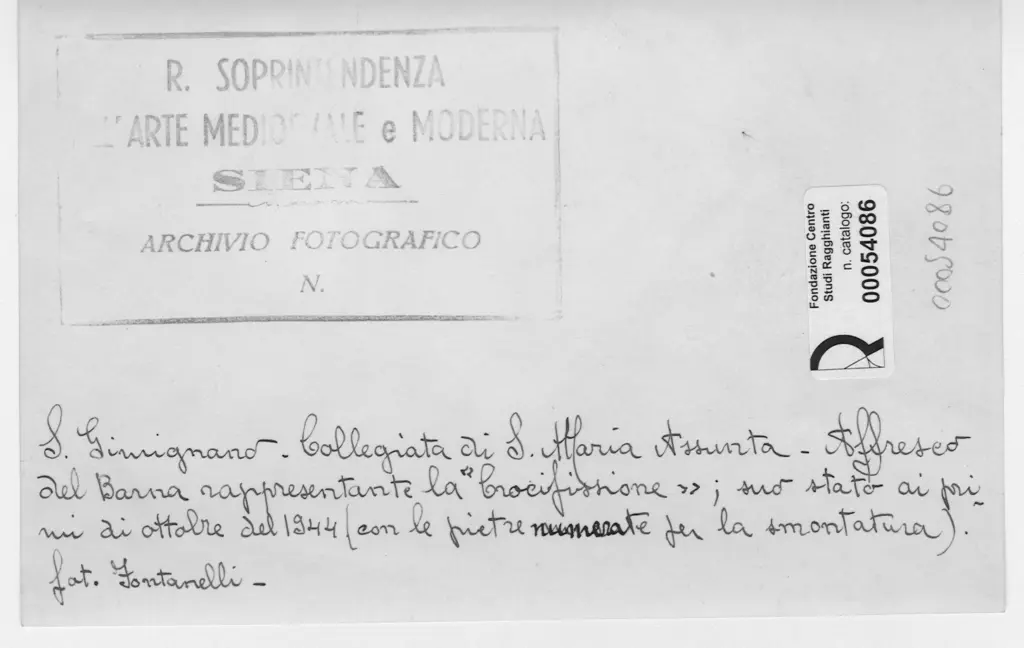 R. SOPRINTENDENZA
L'ARTE MEDIOEVALE e MODERNA
SIENA
ARCHIVIO FOTOGRAFICO
N.
Fondazione Centro
Studi Ragghianti
n. catalogo:
00054086
00054086
S. Gimignano - Collegiata di S. Maria Assunta - Affresco
del Barna rappresentante la "Crocifissione »; suo stato ai pri-
mi di ottobre del 1944 (con le pietre numerate per la smontatura).
fot. Fontanelli -